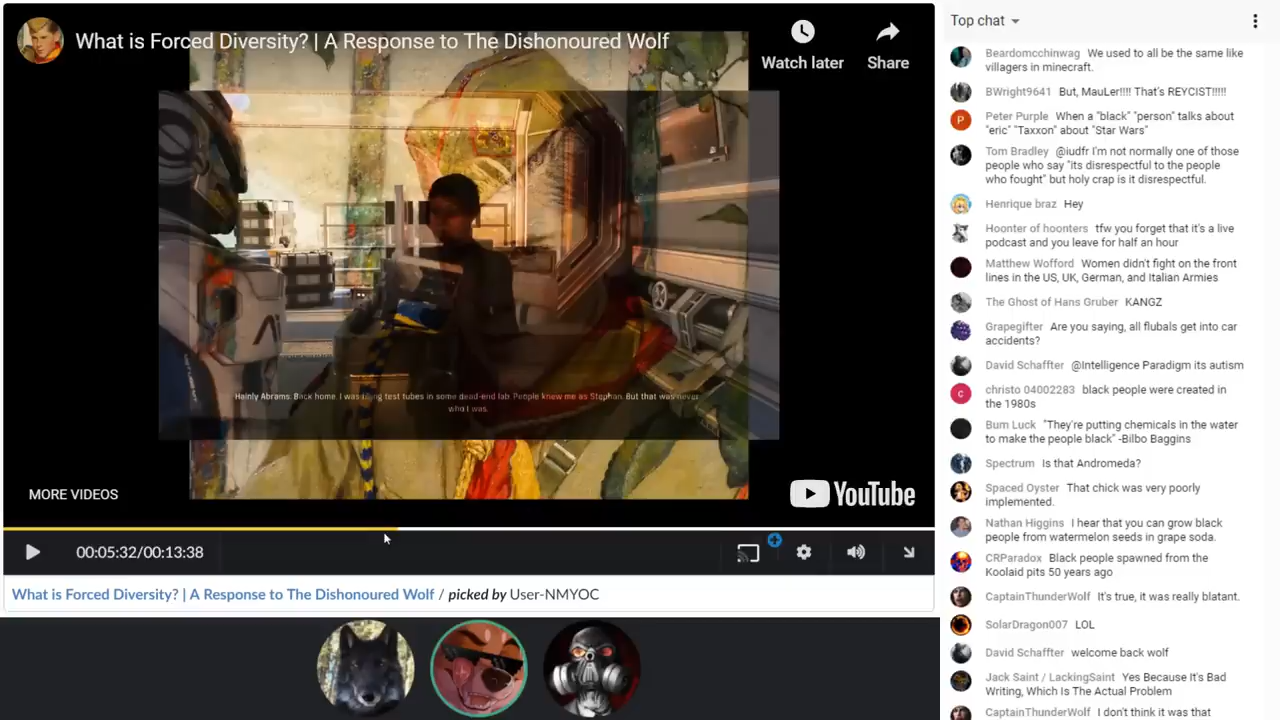 What is Forced Diversity? | A Response to The Dishonoured Wolf
Watch later
Share
Hainly Abrams: Back home, I was filling test tubes in some dead-end lab. People knew me as Stephan. But that was never
who I was.
MORE VIDEOS
YouTube
00:05:32/00:13:38
What is Forced Diversity? | A Response to The Dishonoured Wolf / picked by User-NMYOC
Top chat
Beardomcchinwag We used to all be the same like
villagers in minecraft.
BWright9641 But, MauLer!!!! That's REYCIST!!!!!
P
Peter Purple When a "black" "person" talks about
"eric" "Taxxon" about "Star Wars"
Tom Bradley @iudfr I'm not normally one of those
people who say "its disrespectful to the people
who fought" but holy crap is it disrespectful.
Henrique braz Hey
Hoonter of hoonters tfw you forget that it's a live
podcast and you leave for half an hour
Matthew Wofford Women didn't fight on the front
lines in the US, UK, German, and Italian Armies
The Ghost of Hans Gruber KANGZ
Grapegifter Are you saying, all flubals get into car
accidents?
David Schaffter @Intelligence Paradigm its autism
C
christo 04002283 black people were created in
the 1980s
Bum Luck "They're putting chemicals in the water
to make the people black" -Bilbo Baggins
Spectrum Is that Andromeda?
Spaced Oyster That chick was very poorly
implemented.
Nathan Higgins I hear that you can grow black
people from watermelon seeds in grape soda.
CRParadox Black people spawned from the
Koolaid pits 50 years ago
CaptainThunderWolf It's true, it was really blatant.
SolarDragon007 LOL
David Schaffter welcome back wolf
Jack Saint / LackingSaint Yes Because It's Bad
Writing, Which Is The Actual Problem
CaptainThunderWolf I don't think it was that